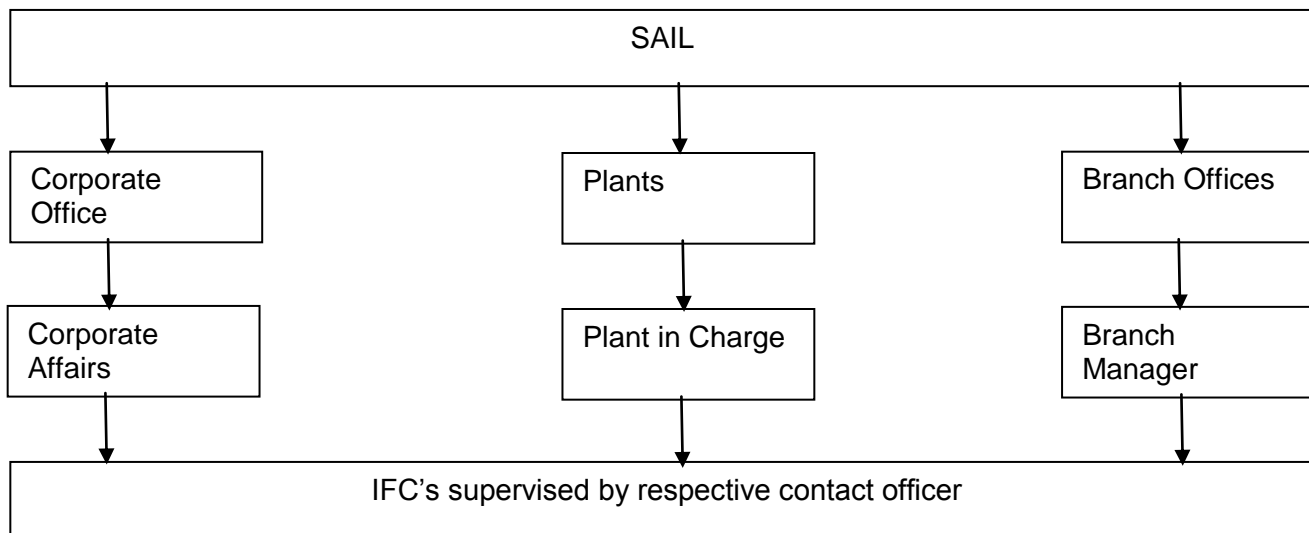 SAIL
Corporate
Office
Plants
Branch Offices
Corporate
Affairs
Plant in Charge
Branch
Manager
IFC’s supervised by respective contact officer